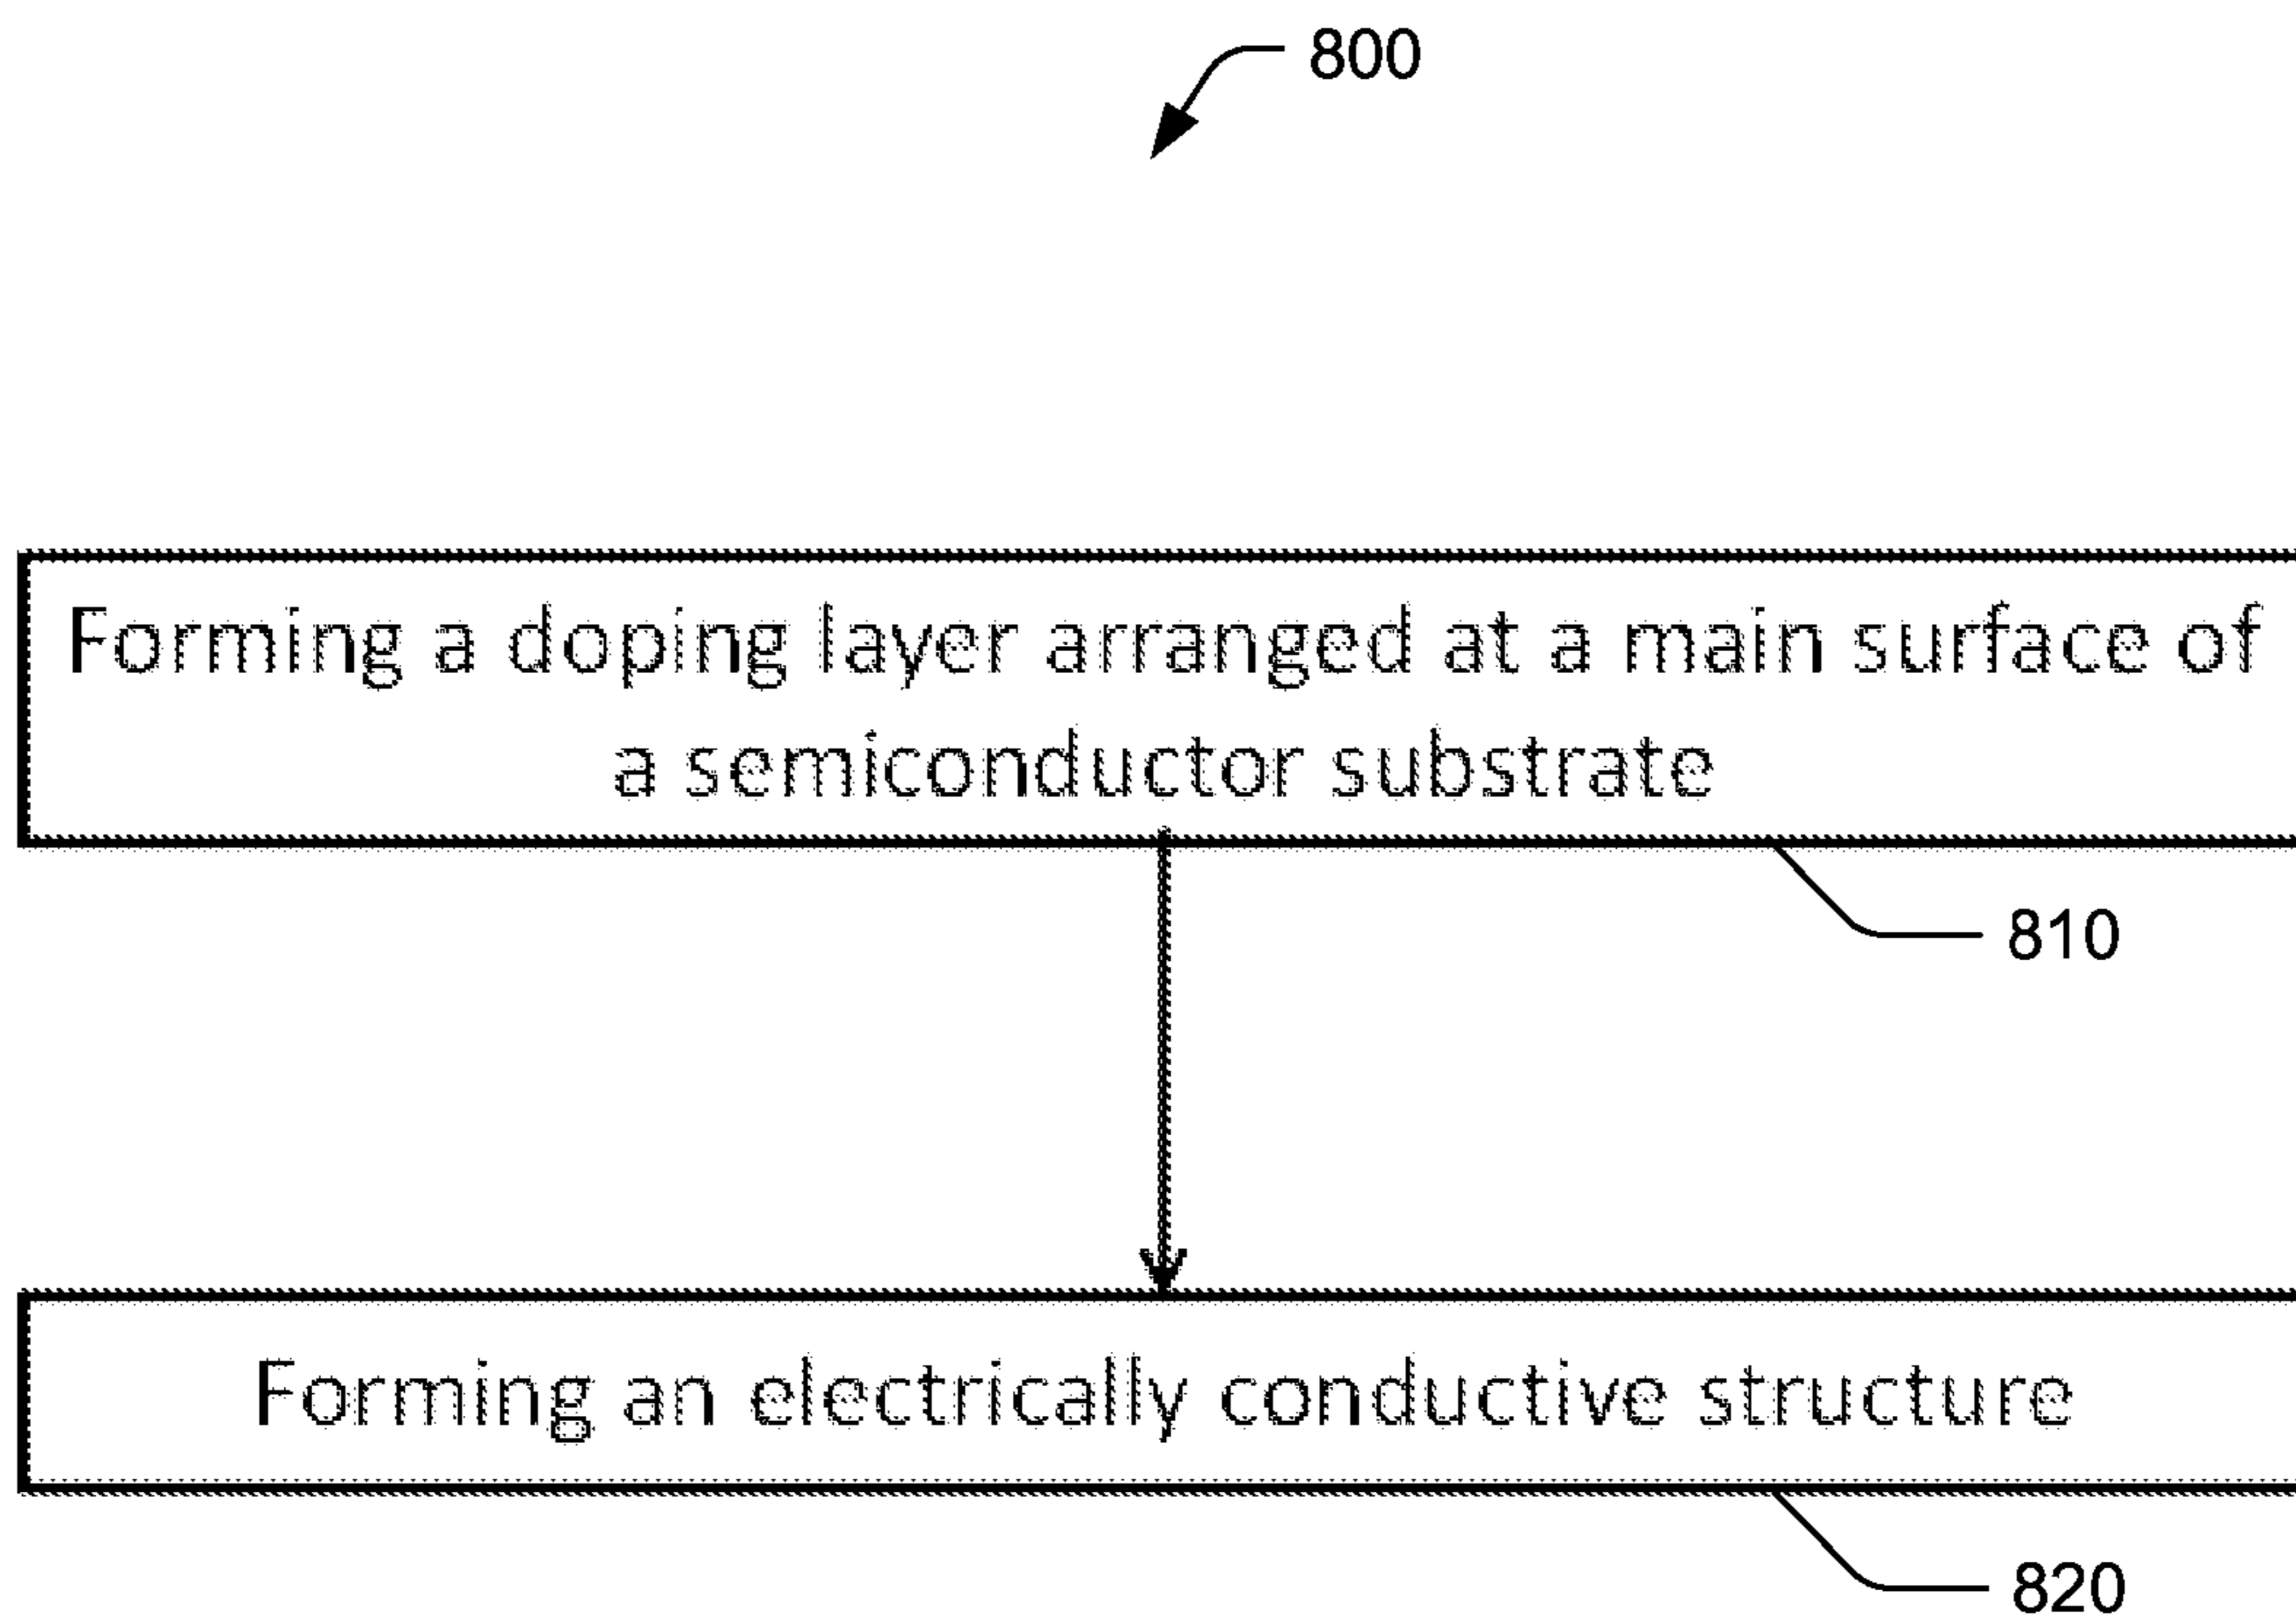 800
Forming a doping layer arranged at a main surface of
a semiconductor substrate
810
Forming an electrically conductive structure
820